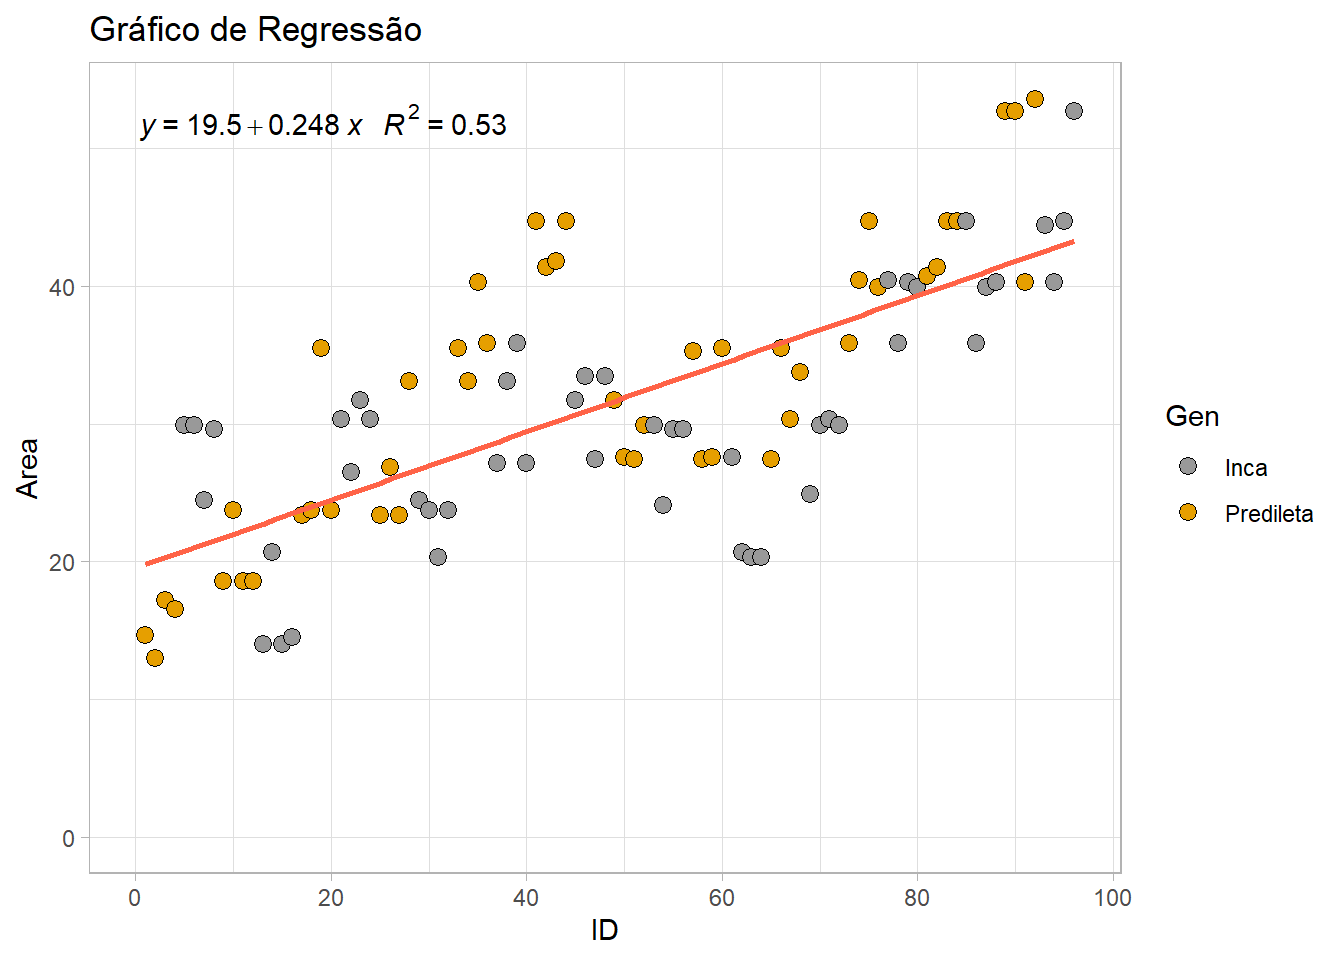 Gráfico de Regressão
y = 19.5 + 0.248 x R² = 0.53
Area
40
20
0
0 20 40 60 80 100
ID
Gen
Inca
Predileta